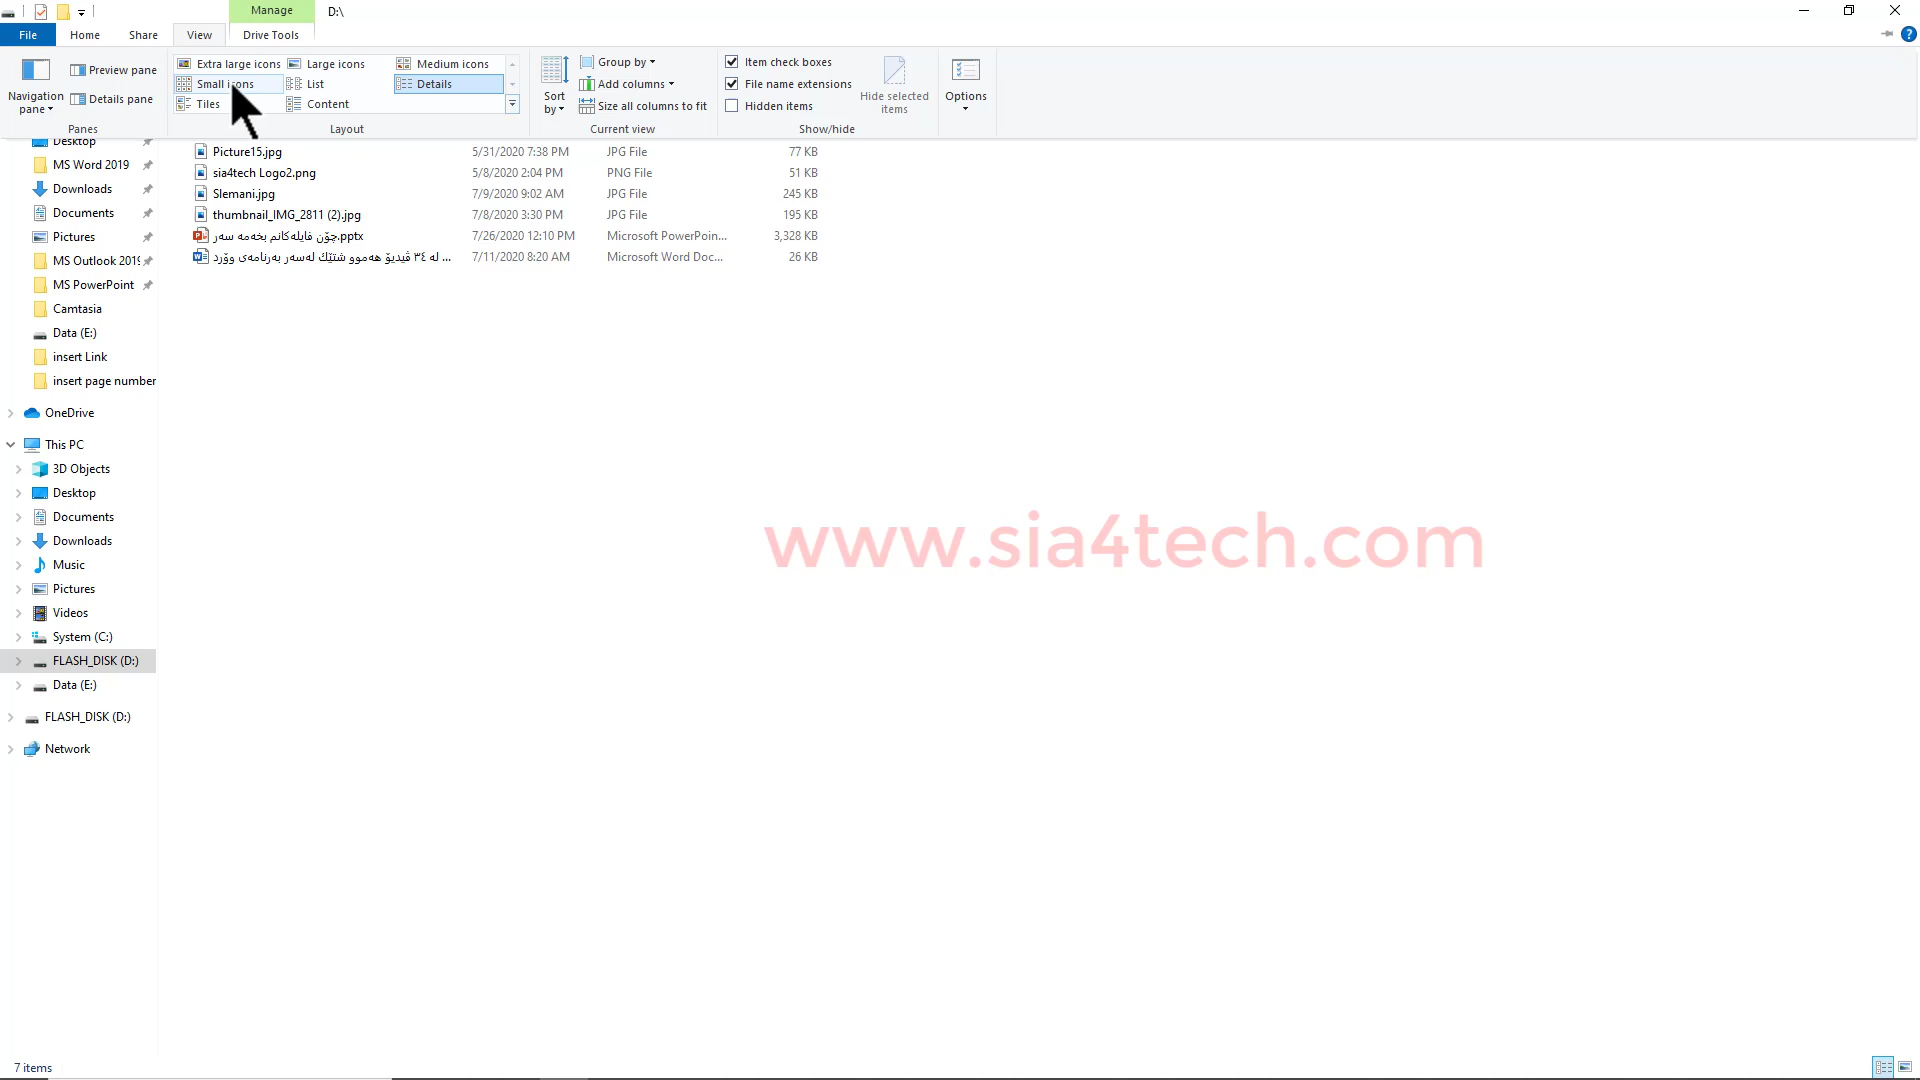 Manage
D:\
File
Home
Share
View
Drive Tools
Navigation pane
Preview pane
Details pane
Panes
Extra large icons
Large icons
Medium icons
Small icons
List
Details
Tiles
Content
Layout
Sort by
Group by
Add columns
Size all columns to fit
Current view
Item check boxes
File name extensions
Hidden items
Hide selected items
Show/hide
Options
Desktop
MS Word 2019
Downloads
Documents
Pictures
MS Outlook 2019
MS PowerPoint
Camtasia
Data (E:)
insert Link
insert page number
OneDrive
This PC
3D Objects
Desktop
Documents
Downloads
Music
Pictures
Videos
System (C:)
FLASH_DISK (D:)
Data (E:)
FLASH_DISK (D:)
Network
Picture15.jpg 5/31/2020 7:38 PM JPG File 77 KB
sia4tech Logo2.png 5/8/2020 2:04 PM PNG File 51 KB
Slemani.jpg 7/9/2020 9:02 AM JPG File 245 KB
thumbnail_IMG_2811 (2).jpg 7/8/2020 3:30 PM JPG File 195 KB
چۆن فایلەکانم بخەمە سەر.pptx 7/26/2020 12:10 PM Microsoft PowerPoin... 3,328 KB
لە ٣٤ ڤیدیۆ هەموو شتێك لەسەر بەرنامەی وۆرد ... 7/11/2020 8:20 AM Microsoft Word Doc... 26 KB
www.sia4tech.com
7 items